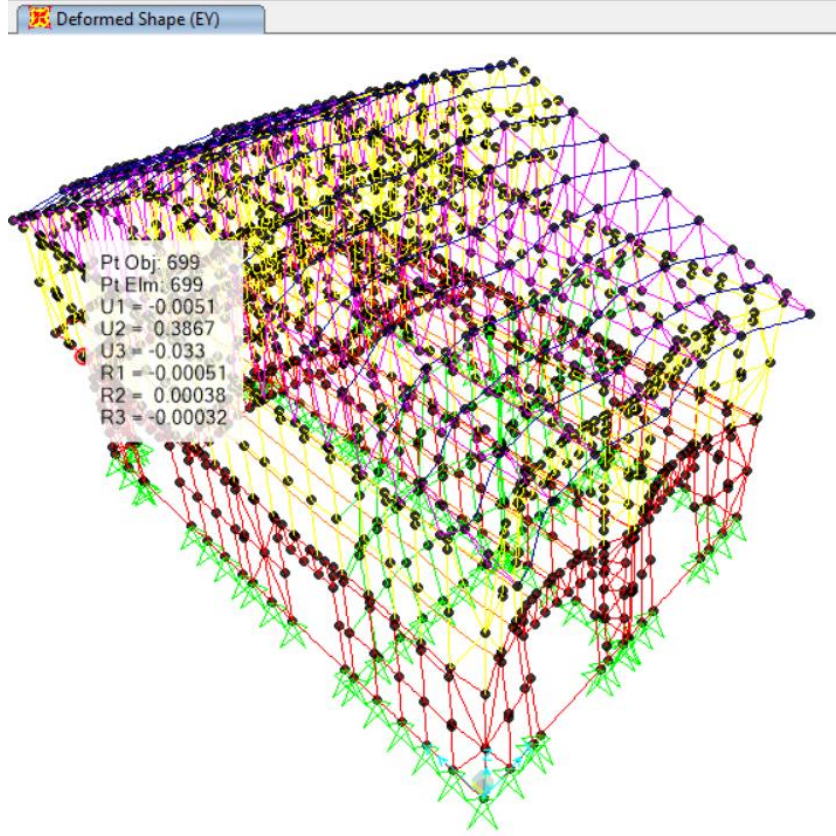 Deformed Shape (EY)
Pt Obj: 699
Pt Elm: 699
U1 = -0.0051
U2 = 0.3867
U3 = -0.033
R1 = -0.00051
R2 = 0.00038
R3 = -0.00032